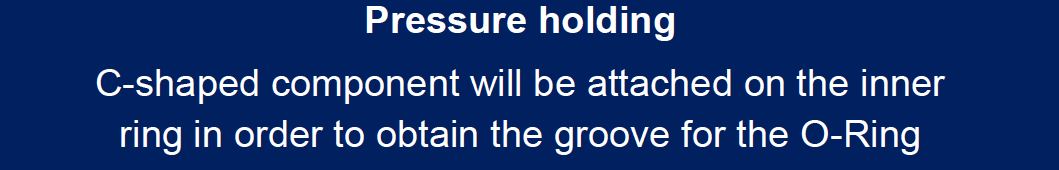 Pressure holding
C-shaped component will be attached on the inner
ring in order to obtain the groove for the O-Ring